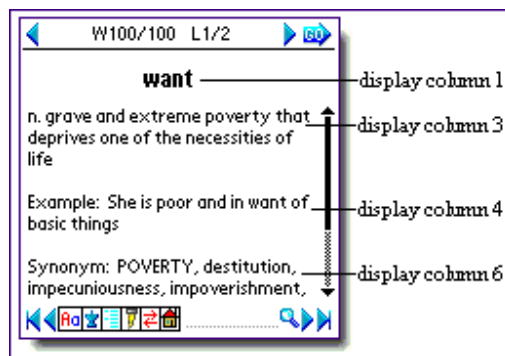 W100/100 L1/2 GO
want
display column 1
n. grave and extreme poverty that
deprives one of the necessities of
life
display column 3
Example: She is poor and in want of
basic things
display column 4
Synonym: POVERTY, destitution,
impecuniousness, impoverishment,
display column 6
Aa